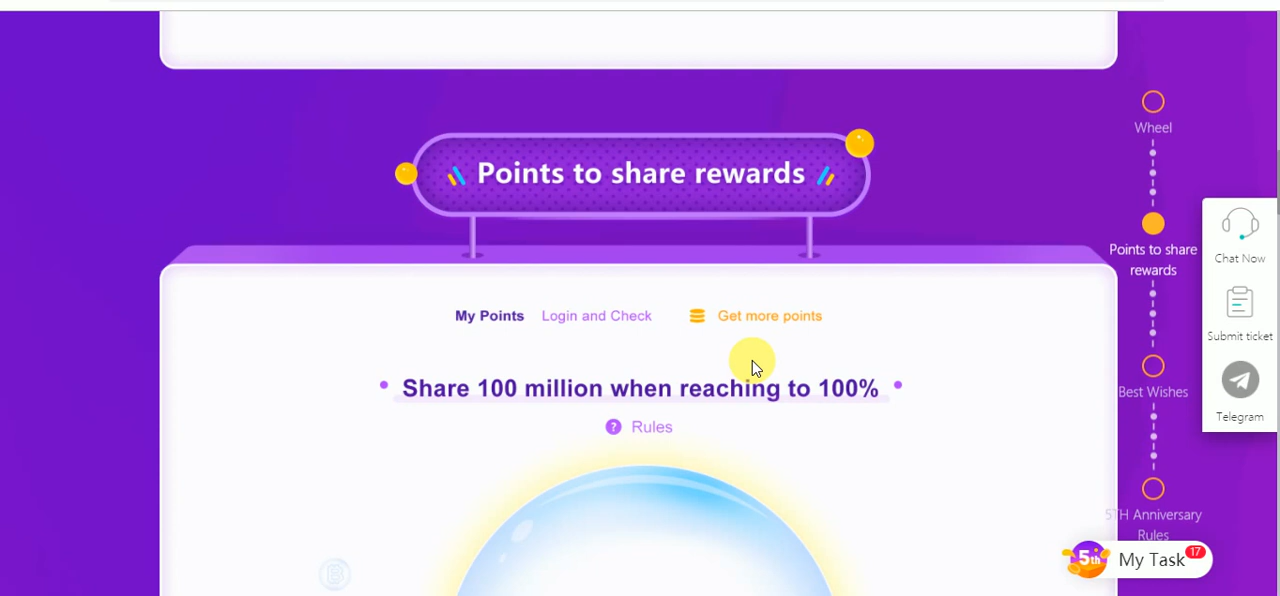 Points to share rewards
My Points Login and Check Get more points
Share 100 million when reaching to 100%
? Rules
Wheel
Points to share
rewards
Best Wishes
5TH Anniversary
Rules
Chat Now
Submit ticket
Telegram
5th My Task 17
B